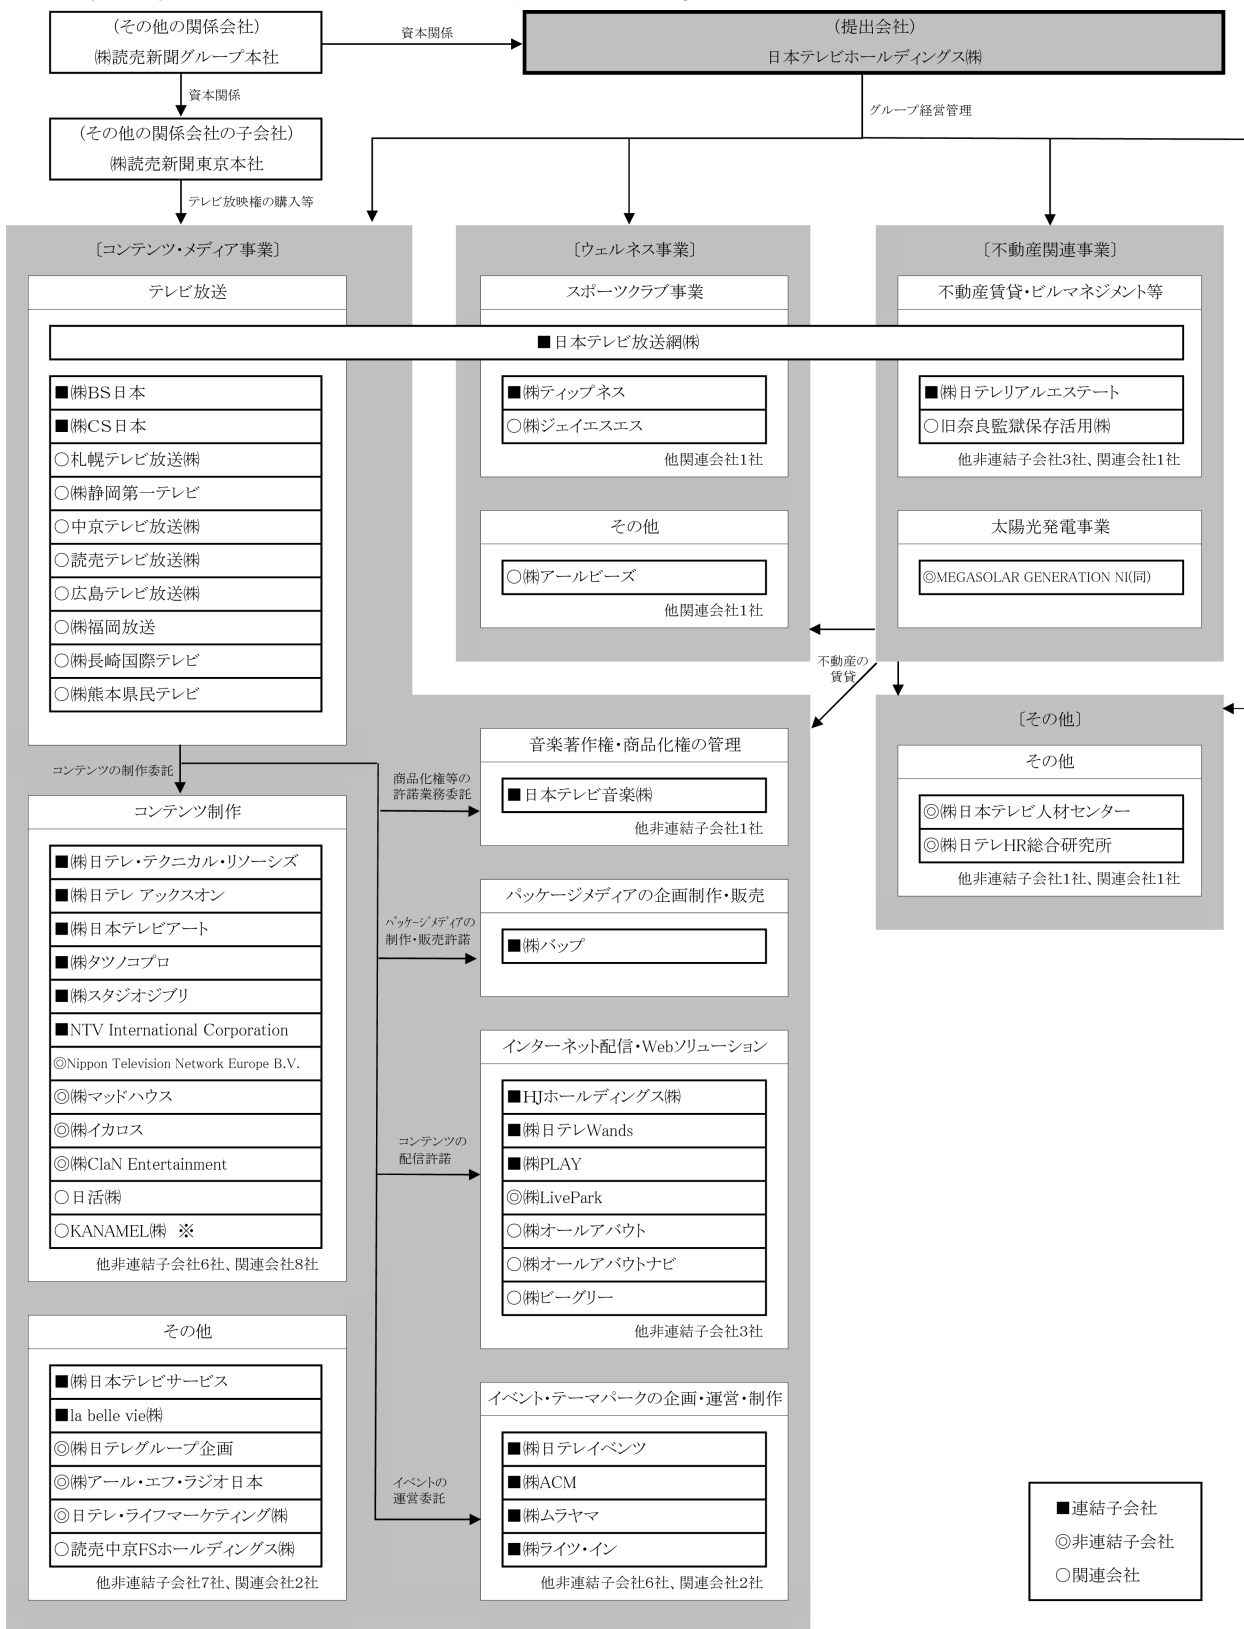 (その他の関係会社)
㈱読売新聞グループ本社
資本関係
(提出会社)
日本テレビホールディングス㈱
資本関係
グループ経営管理
(その他の関係会社の子会社)
㈱読売新聞東京本社
テレビ放映権の購入等
〔コンテンツ・メディア事業〕
テレビ放送
■日本テレビ放送網㈱
■㈱BS日本
■㈱CS日本
○札幌テレビ放送㈱
○㈱静岡第一テレビ
○中京テレビ放送㈱
○読売テレビ放送㈱
○広島テレビ放送㈱
○㈱福岡放送
○㈱長崎国際テレビ
○㈱熊本県民テレビ
〔ウェルネス事業〕
スポーツクラブ事業
■㈱ティップネス
○㈱ジェイエスエス
他関連会社1社
その他
○㈱アールビーズ
他関連会社1社
〔不動産関連事業〕
不動産賃貸・ビルマネジメント等
■㈱日テレリアルエステート
○旧奈良監獄保存活用㈱
他非連結子会社3社、関連会社1社
太陽光発電事業
◎MEGASOLAR GENERATION NI(同)
不動産の
賃貸
〔その他〕
その他
◎㈱日本テレビ人材センター
◎㈱日テレHR総合研究所
他非連結子会社1社、関連会社1社
コンテンツの制作委託
コンテンツ制作
■㈱日テレ・テクニカル・リソーシズ
■㈱日テレ アックスオン
■㈱日本テレビアート
■㈱タツノコプロ
■㈱スタジオジブリ
■NTV International Corporation
◎Nippon Television Network Europe B.V.
◎㈱マッドハウス
◎㈱イカロス
◎㈱ClaN Entertainment
○日活㈱
○KANAMEL㈱ ※
他非連結子会社6社、関連会社8社
その他
■㈱日本テレビサービス
■la belle vie㈱
◎㈱日テレグループ企画
◎㈱アール・エフ・ラジオ日本
◎日テレ・ライフマーケティング㈱
○読売中京FSホールディングス㈱
他非連結子会社7社、関連会社2社
商品化権等の
許諾業務委託
音楽著作権・商品化権の管理
■日本テレビ音楽㈱
他非連結子会社1社
ﾊﾟｯｹｰｼﾞﾒﾃﾞｨｱの
制作・販売許諾
パッケージメディアの企画制作・販売
■㈱バップ
コンテンツの
配信許諾
インターネット配信・Webソリューション
■HJホールディングス㈱
■㈱日テレWands
■㈱PLAY
◎㈱LivePark
○㈱オールアバウト
○㈱オールアバウトナビ
○㈱ビーグリー
他非連結子会社3社
イベントの
運営委託
イベント・テーマパークの企画・運営・制作
■㈱日テレイベンツ
■㈱ACM
■㈱ムラヤマ
■㈱ライツ・イン
他非連結子会社6社、関連会社2社
■連結子会社
◎非連結子会社
○関連会社